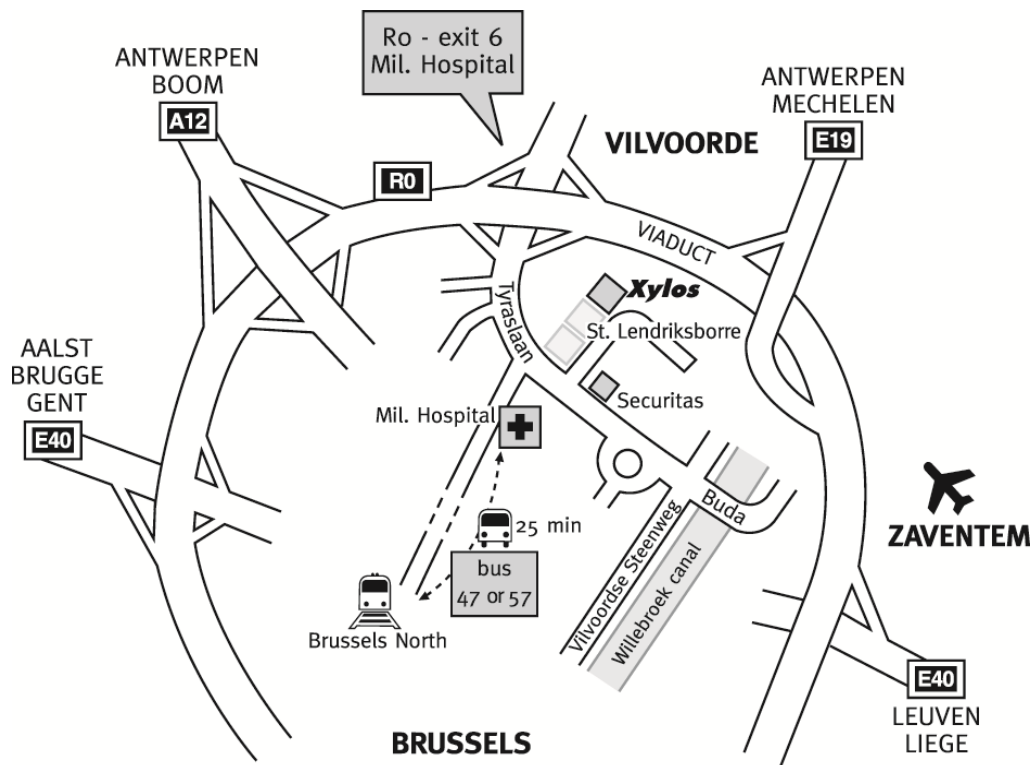 Ro - exit 6
Mil. Hospital
ANTWERPEN
BOOM
A12
ANTWERPEN
MECHELEN
E19
VILVOORDE
R0
VIADUCT
Xylos
Tyraslaan
St. Lendriksborre
AALST
BRUGGE
GENT
E40
Securitas
Mil. Hospital
Buda
25 min
bus
47 or 57
Vilvoordse Steenweg
Willebroek canal
ZAVENTEM
Brussels North
E40
LEUVEN
LIEGE
BRUSSELS